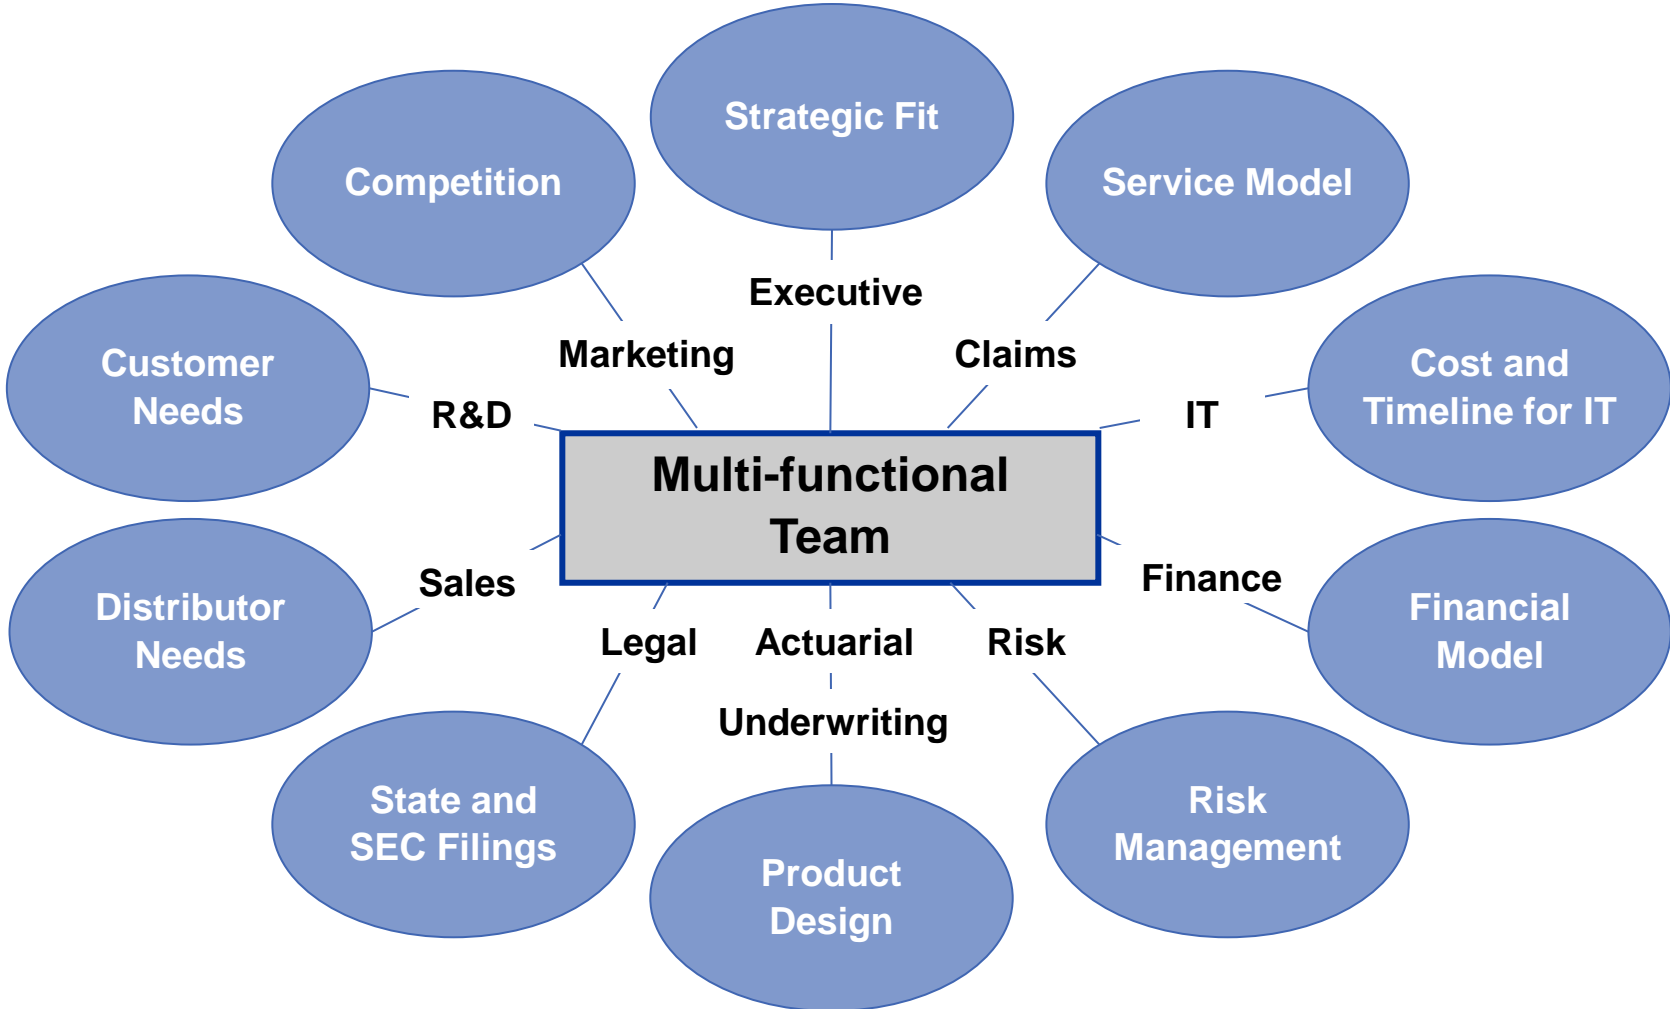 Strategic Fit
Competition
Service Model
Executive
Marketing
Claims
Customer
Needs
Cost and
Timeline for IT
R&D
IT
Multi-functional
Team
Sales
Finance
Distributor
Needs
Financial
Model
Legal
Actuarial
Risk
Underwriting
State and
SEC Filings
Risk
Management
Product
Design